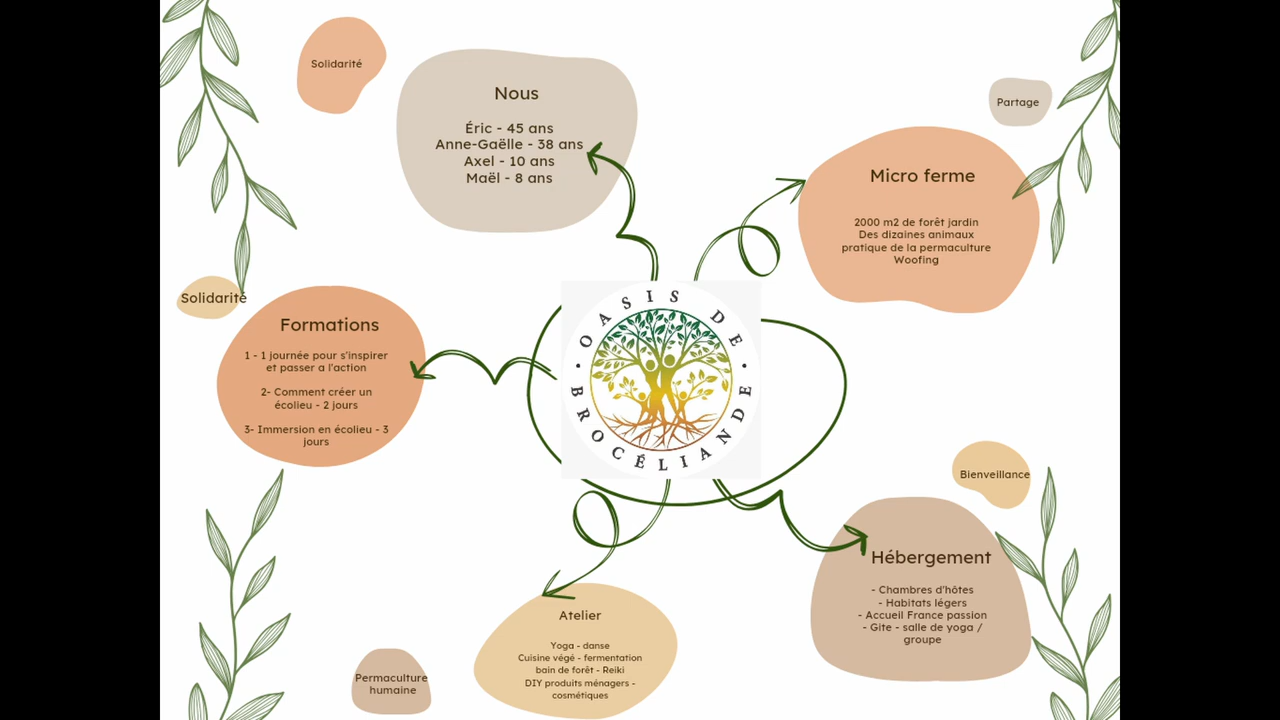 Solidarité
Nous
Éric - 45 ans
Anne-Gaëlle - 38 ans
Axel - 10 ans
Maël - 8 ans
Partage
Micro ferme
2000 m2 de forêt jardin
Des dizaines animaux
pratique de la permaculture
Woofing
Solidarité
Formations
1 - 1 journée pour s'inspirer
et passer a l'action
2- Comment créer un
écolieu - 2 jours
3- Immersion en écolieu - 3
jours
OASIS DE
BROCÉLIANDE
Bienveillance
Hébergement
- Chambres d'hôtes
- Habitats légers
- Accueil France passion
- Gite - salle de yoga /
groupe
Atelier
Yoga - danse
Cuisine végé - fermentation
bain de forêt - Reiki
DIY produits ménagers -
cosmétiques
Permaculture
humaine